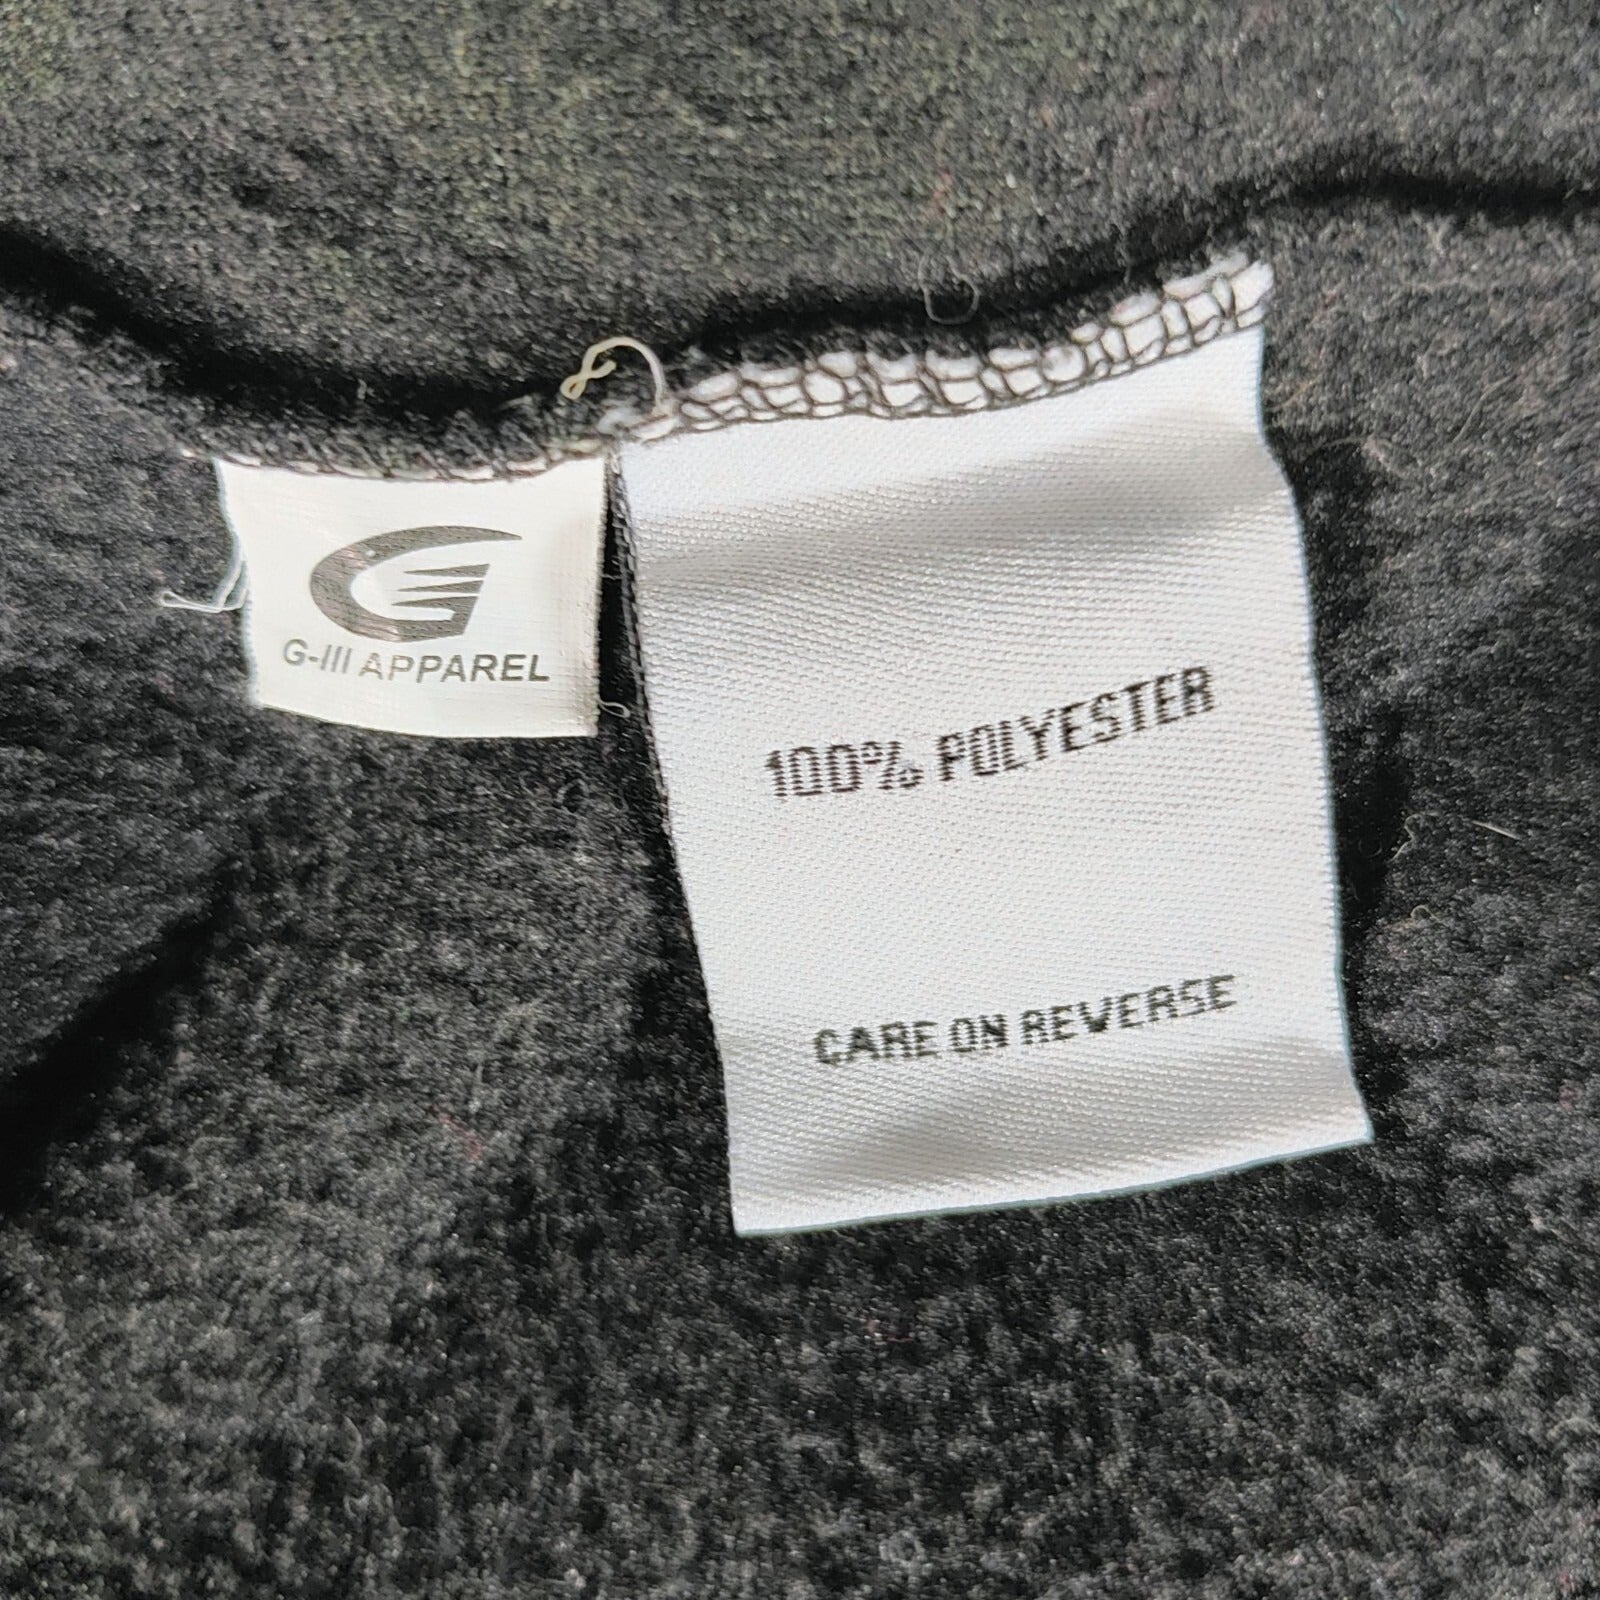 G-III APPAREL
100% POLYESTER
CARE ON REVERSE